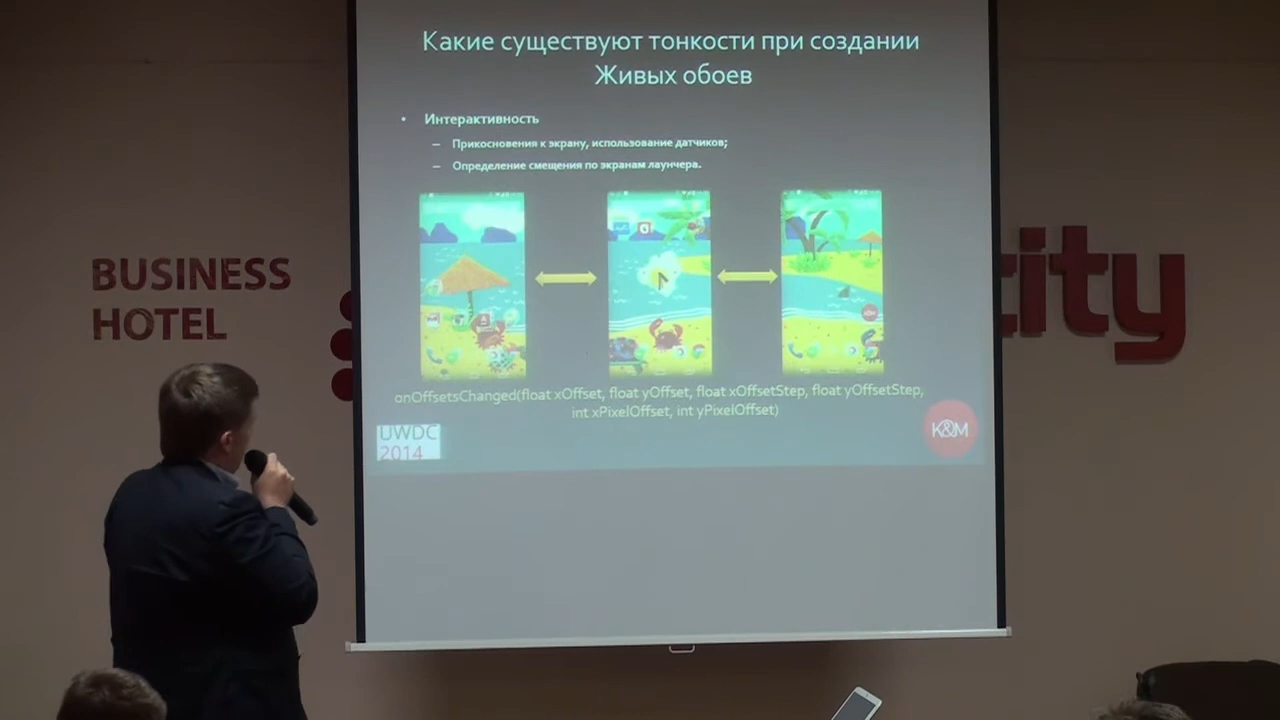 Какие существуют тонкости при создании
Живых обоев
• Интерактивность
– Прикосновения к экрану, использование датчиков;
– Определение смещения по экранам лаунчера.
onOffsetsChanged(float xOffset, float yOffset, float xOffsetStep, float yOffsetStep,
int xPixelOffset, int yPixelOffset)
UWDC
2014
K&M
BUSINESS
HOTEL
city